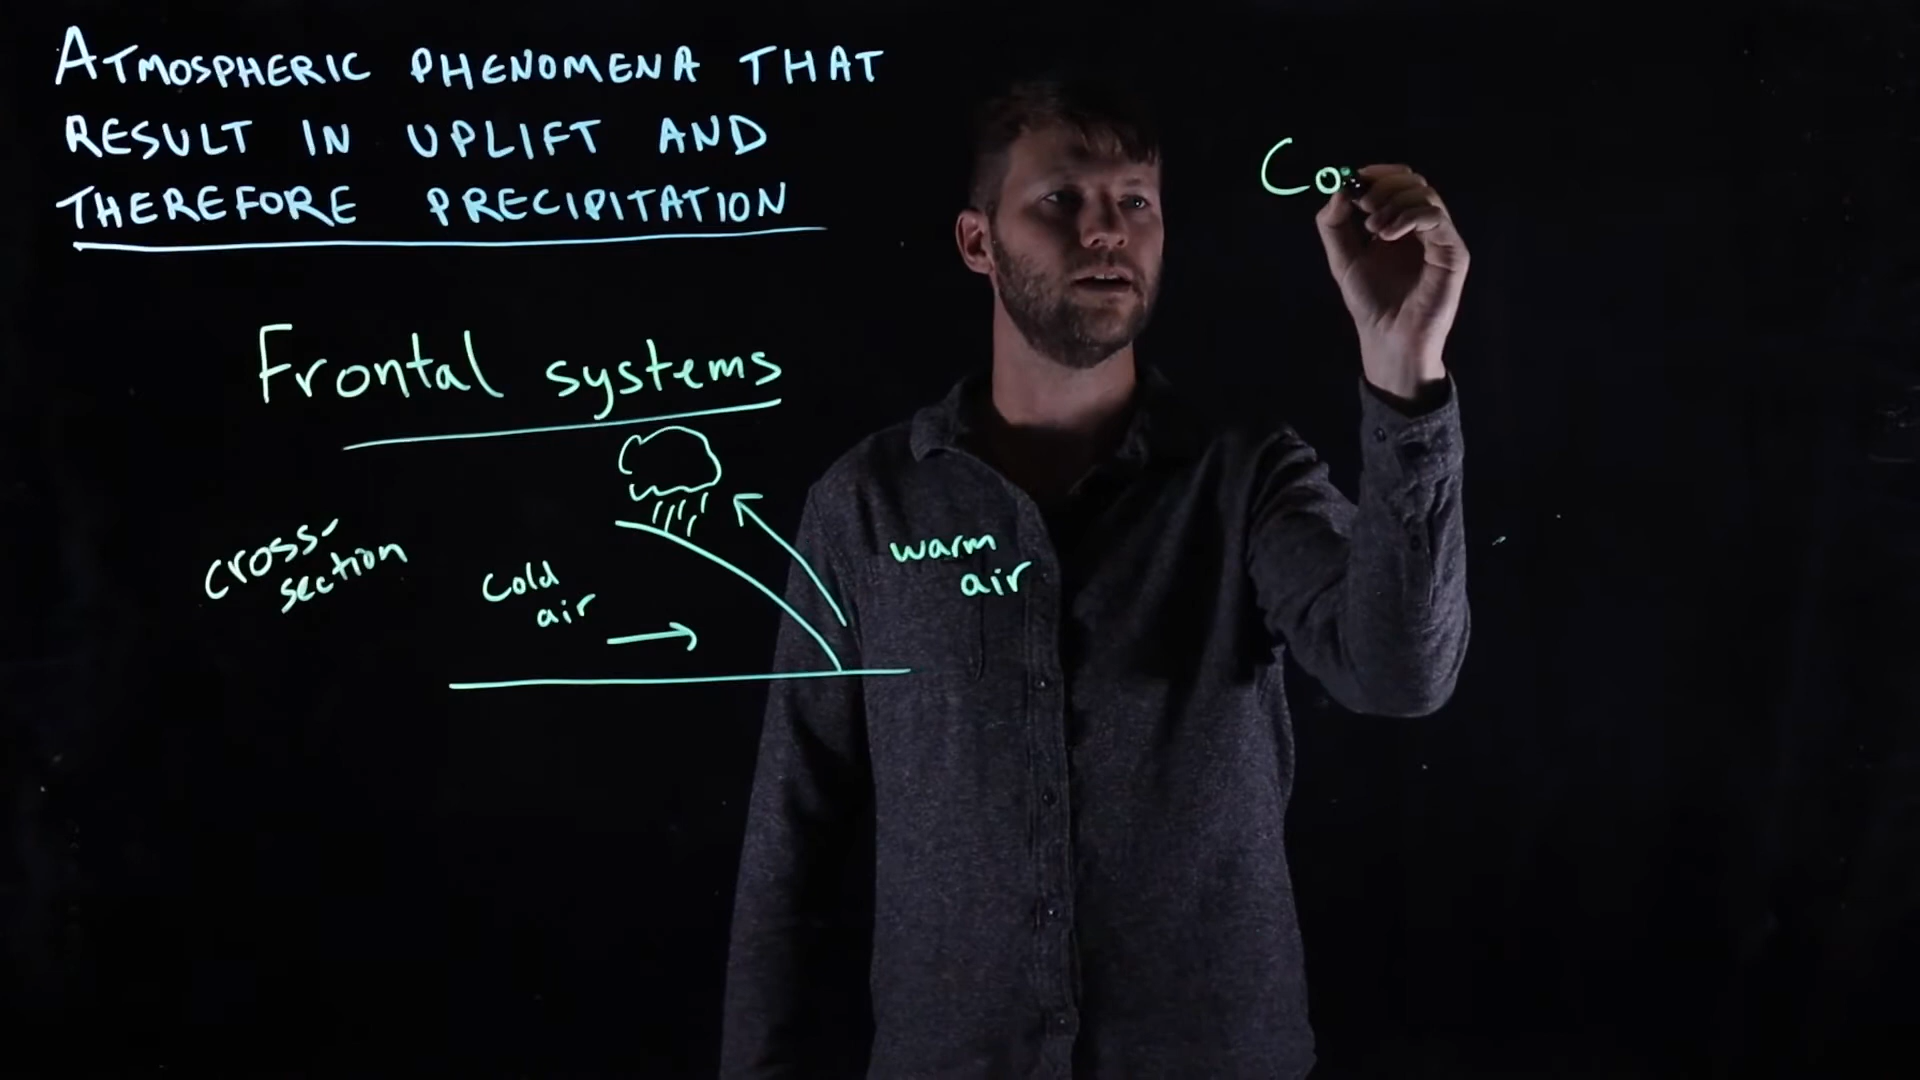 ATMOSPHERIC PHENOMENA THAT
RESULT IN UPLIFT AND
THEREFORE PRECIPITATION
Frontal systems
cross-
section
cold
air
warm
air
Co